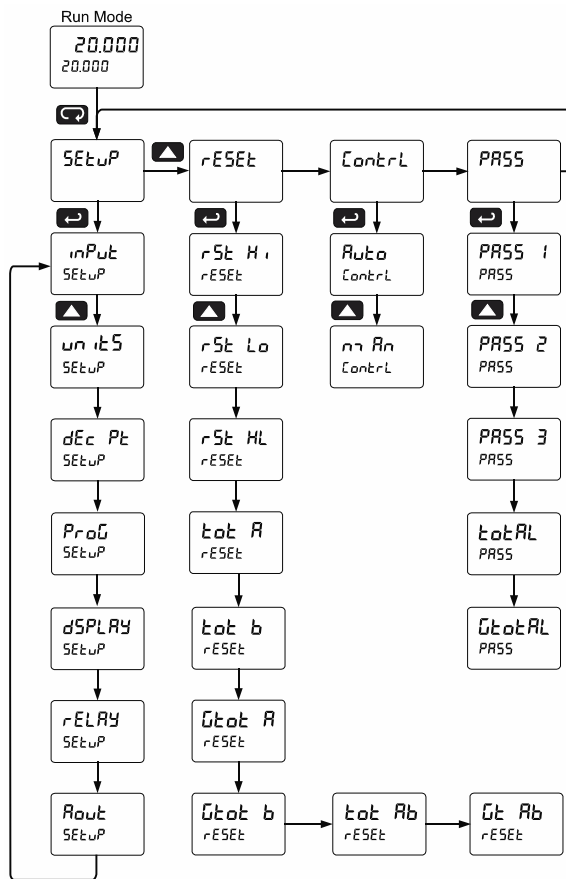 Run Mode
20.000
20.000
SEtuP
rESEt
ContrL
PASS
inPut
SEtuP
rSt Hi
rESEt
Auto
ContrL
PASS 1
PASS
unitS
SEtuP
rSt Lo
rESEt
mAn
ContrL
PASS 2
PASS
dEc Pt
SEtuP
rSt HL
rESEt
PASS 3
PASS
ProG
SEtuP
tot A
rESEt
totAL
PASS
dSPLAY
SEtuP
tot b
rESEt
GtotAL
PASS
rELAY
SEtuP
Gtot A
rESEt
Aout
SEtuP
Gtot b
rESEt
tot Ab
rESEt
Gt Ab
rESEt